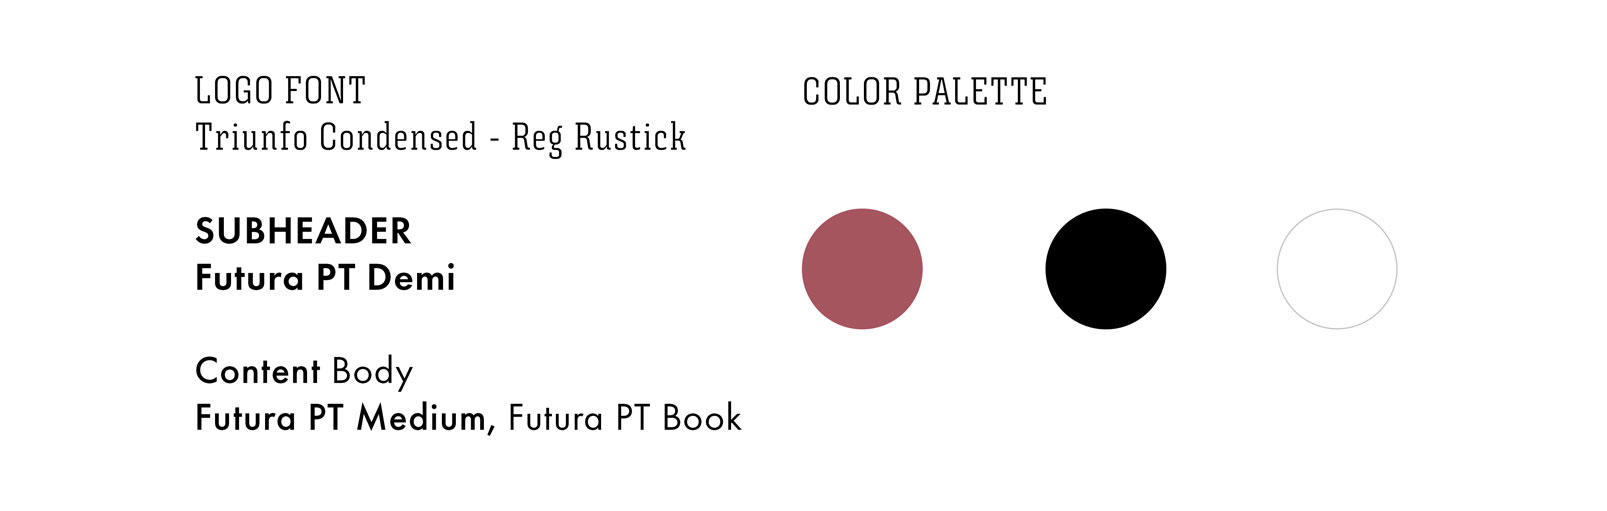 LOGO FONT
Triunfo Condensed - Reg Rustick
SUBHEADER
Futura PT Demi
Content Body
Futura PT Medium, Futura PT Book
COLOR PALETTE